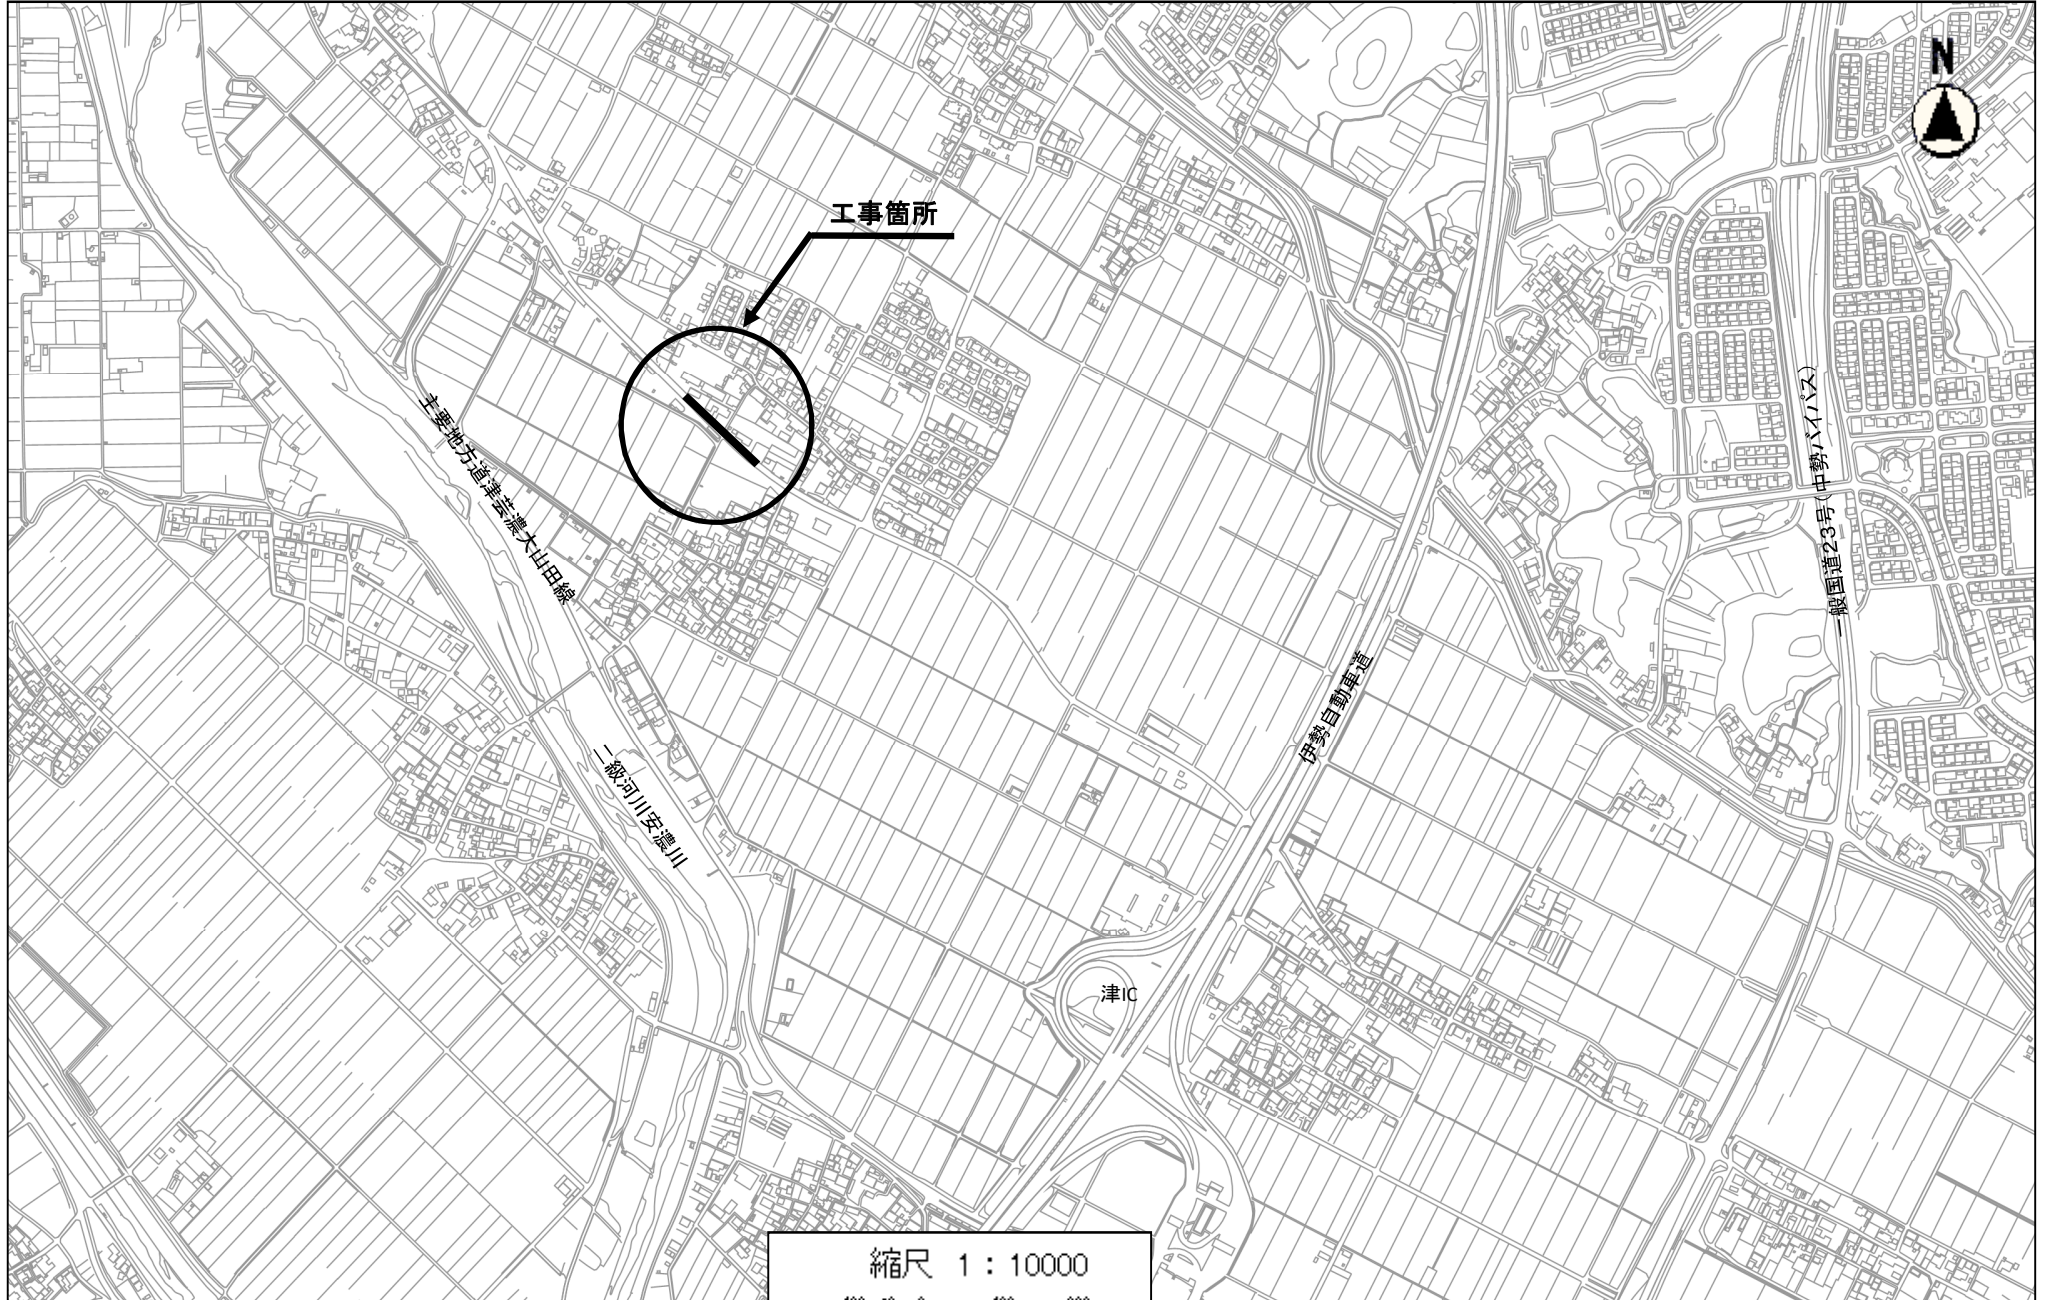 N
工事箇所
主要地方道津芸濃大山田線
一般国道23号(中勢バイパス)
伊勢自動車道
二級河川安濃川
津IC
縮尺 1：10000